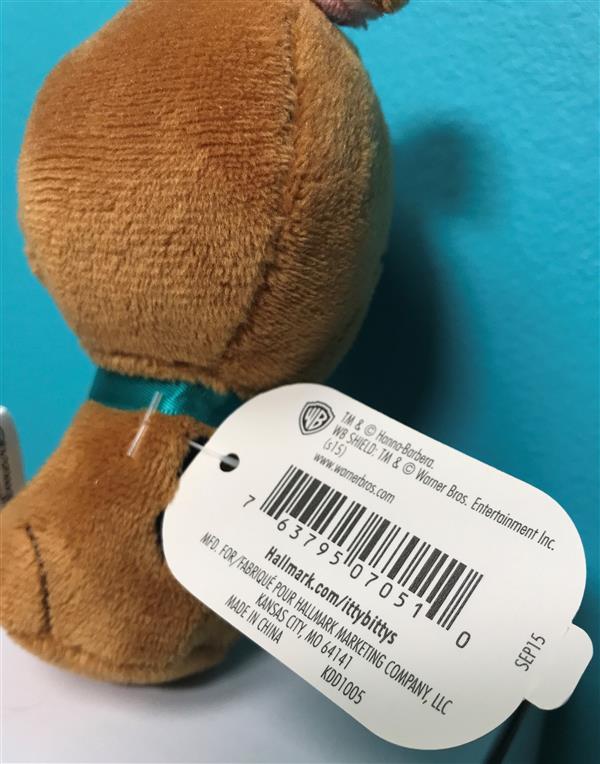 WB
TM & © Hanna-Barbera.
WB SHIELD: TM & © Warner Bros. Entertainment Inc.
(s15)
www.warnerbros.com
7 63795 07051 0
Hallmark.com/ittybittys
MFD. FOR/FABRIQUÉ POUR HALLMARK MARKETING COMPANY, LLC
KANSAS CITY, MO 64141
MADE IN CHINA KDD1005
SEP15